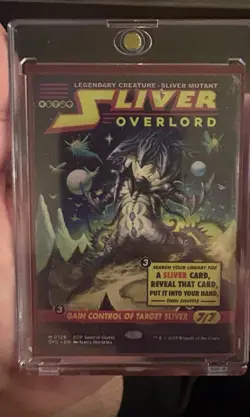 LEGENDARY CREATURE - SLIVER MUTANT
SLIVER
OVERLORD
3
SEARCH YOUR LIBRARY FOR
A SLIVER CARD,
REVEAL THAT CARD,
PUT IT INTO YOUR HAND,
THEN SHUFFLE
3
GAIN CONTROL OF TARGET SLIVER
7/7